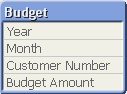 Budget
Year
Month
Customer Number
Budget Amount